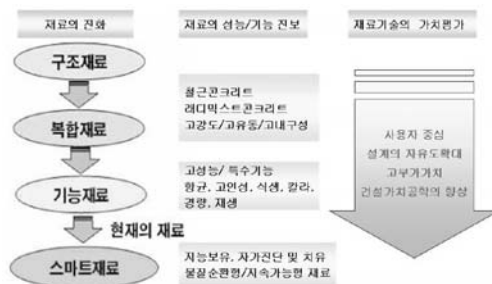 재료의 진화
재료의 성능/기능 진보
재료기술의 가치평가
구조재료
철근콘크리트
래디믹스트콘크리트
고강도/고유동/고내구성
복합재료
사용자 중심
설계의 자유도확대
고부가가치
건설가치공학의 향상
고성능/ 특수기능
항균, 고인성, 식생, 칼라,
경량, 재생
기능재료
현재의 재료
스마트재료
지능보유, 자가진단 및 치유
물질순환형/지속가능형 재료